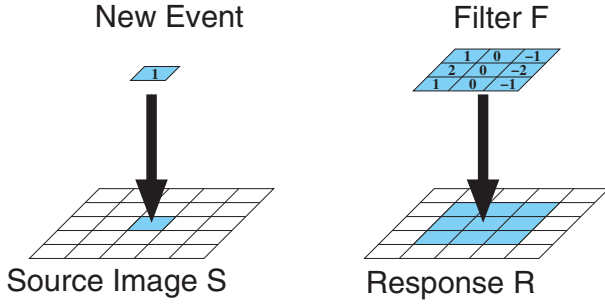 New Event
Filter F
1
1 0 -1
2 0 -2
1 0 -1
Source Image S
Response R